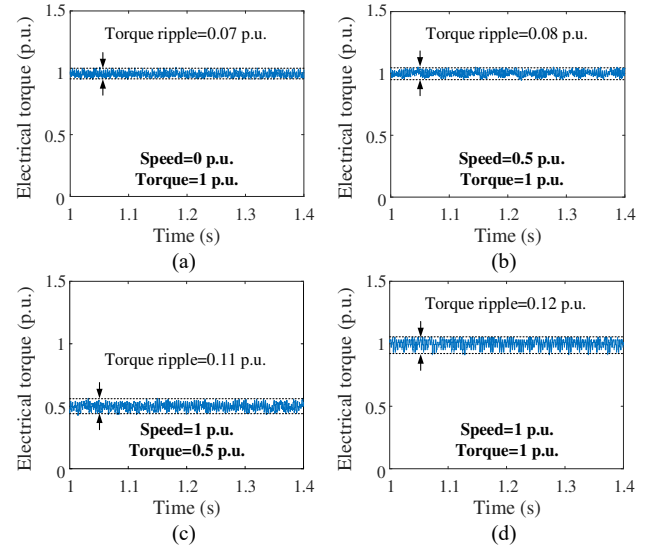 1.5
Torque ripple=0.07 p.u.
1
0.5
Speed=0 p.u.
Torque=1 p.u.
0
1 1.1 1.2 1.3 1.4
Electrical torque (p.u.)
Time (s)
(a)
1.5
Torque ripple=0.08 p.u.
1
0.5
Speed=0.5 p.u.
Torque=1 p.u.
0
1 1.1 1.2 1.3 1.4
Electrical torque (p.u.)
Time (s)
(b)
1.5
1
Torque ripple=0.11 p.u.
0.5
Speed=1 p.u.
Torque=0.5 p.u.
0
1 1.1 1.2 1.3 1.4
Electrical torque (p.u.)
Time (s)
(c)
1.5
Torque ripple=0.12 p.u.
1
0.5
Speed=1 p.u.
Torque=1 p.u.
0
1 1.1 1.2 1.3 1.4
Electrical torque (p.u.)
Time (s)
(d)